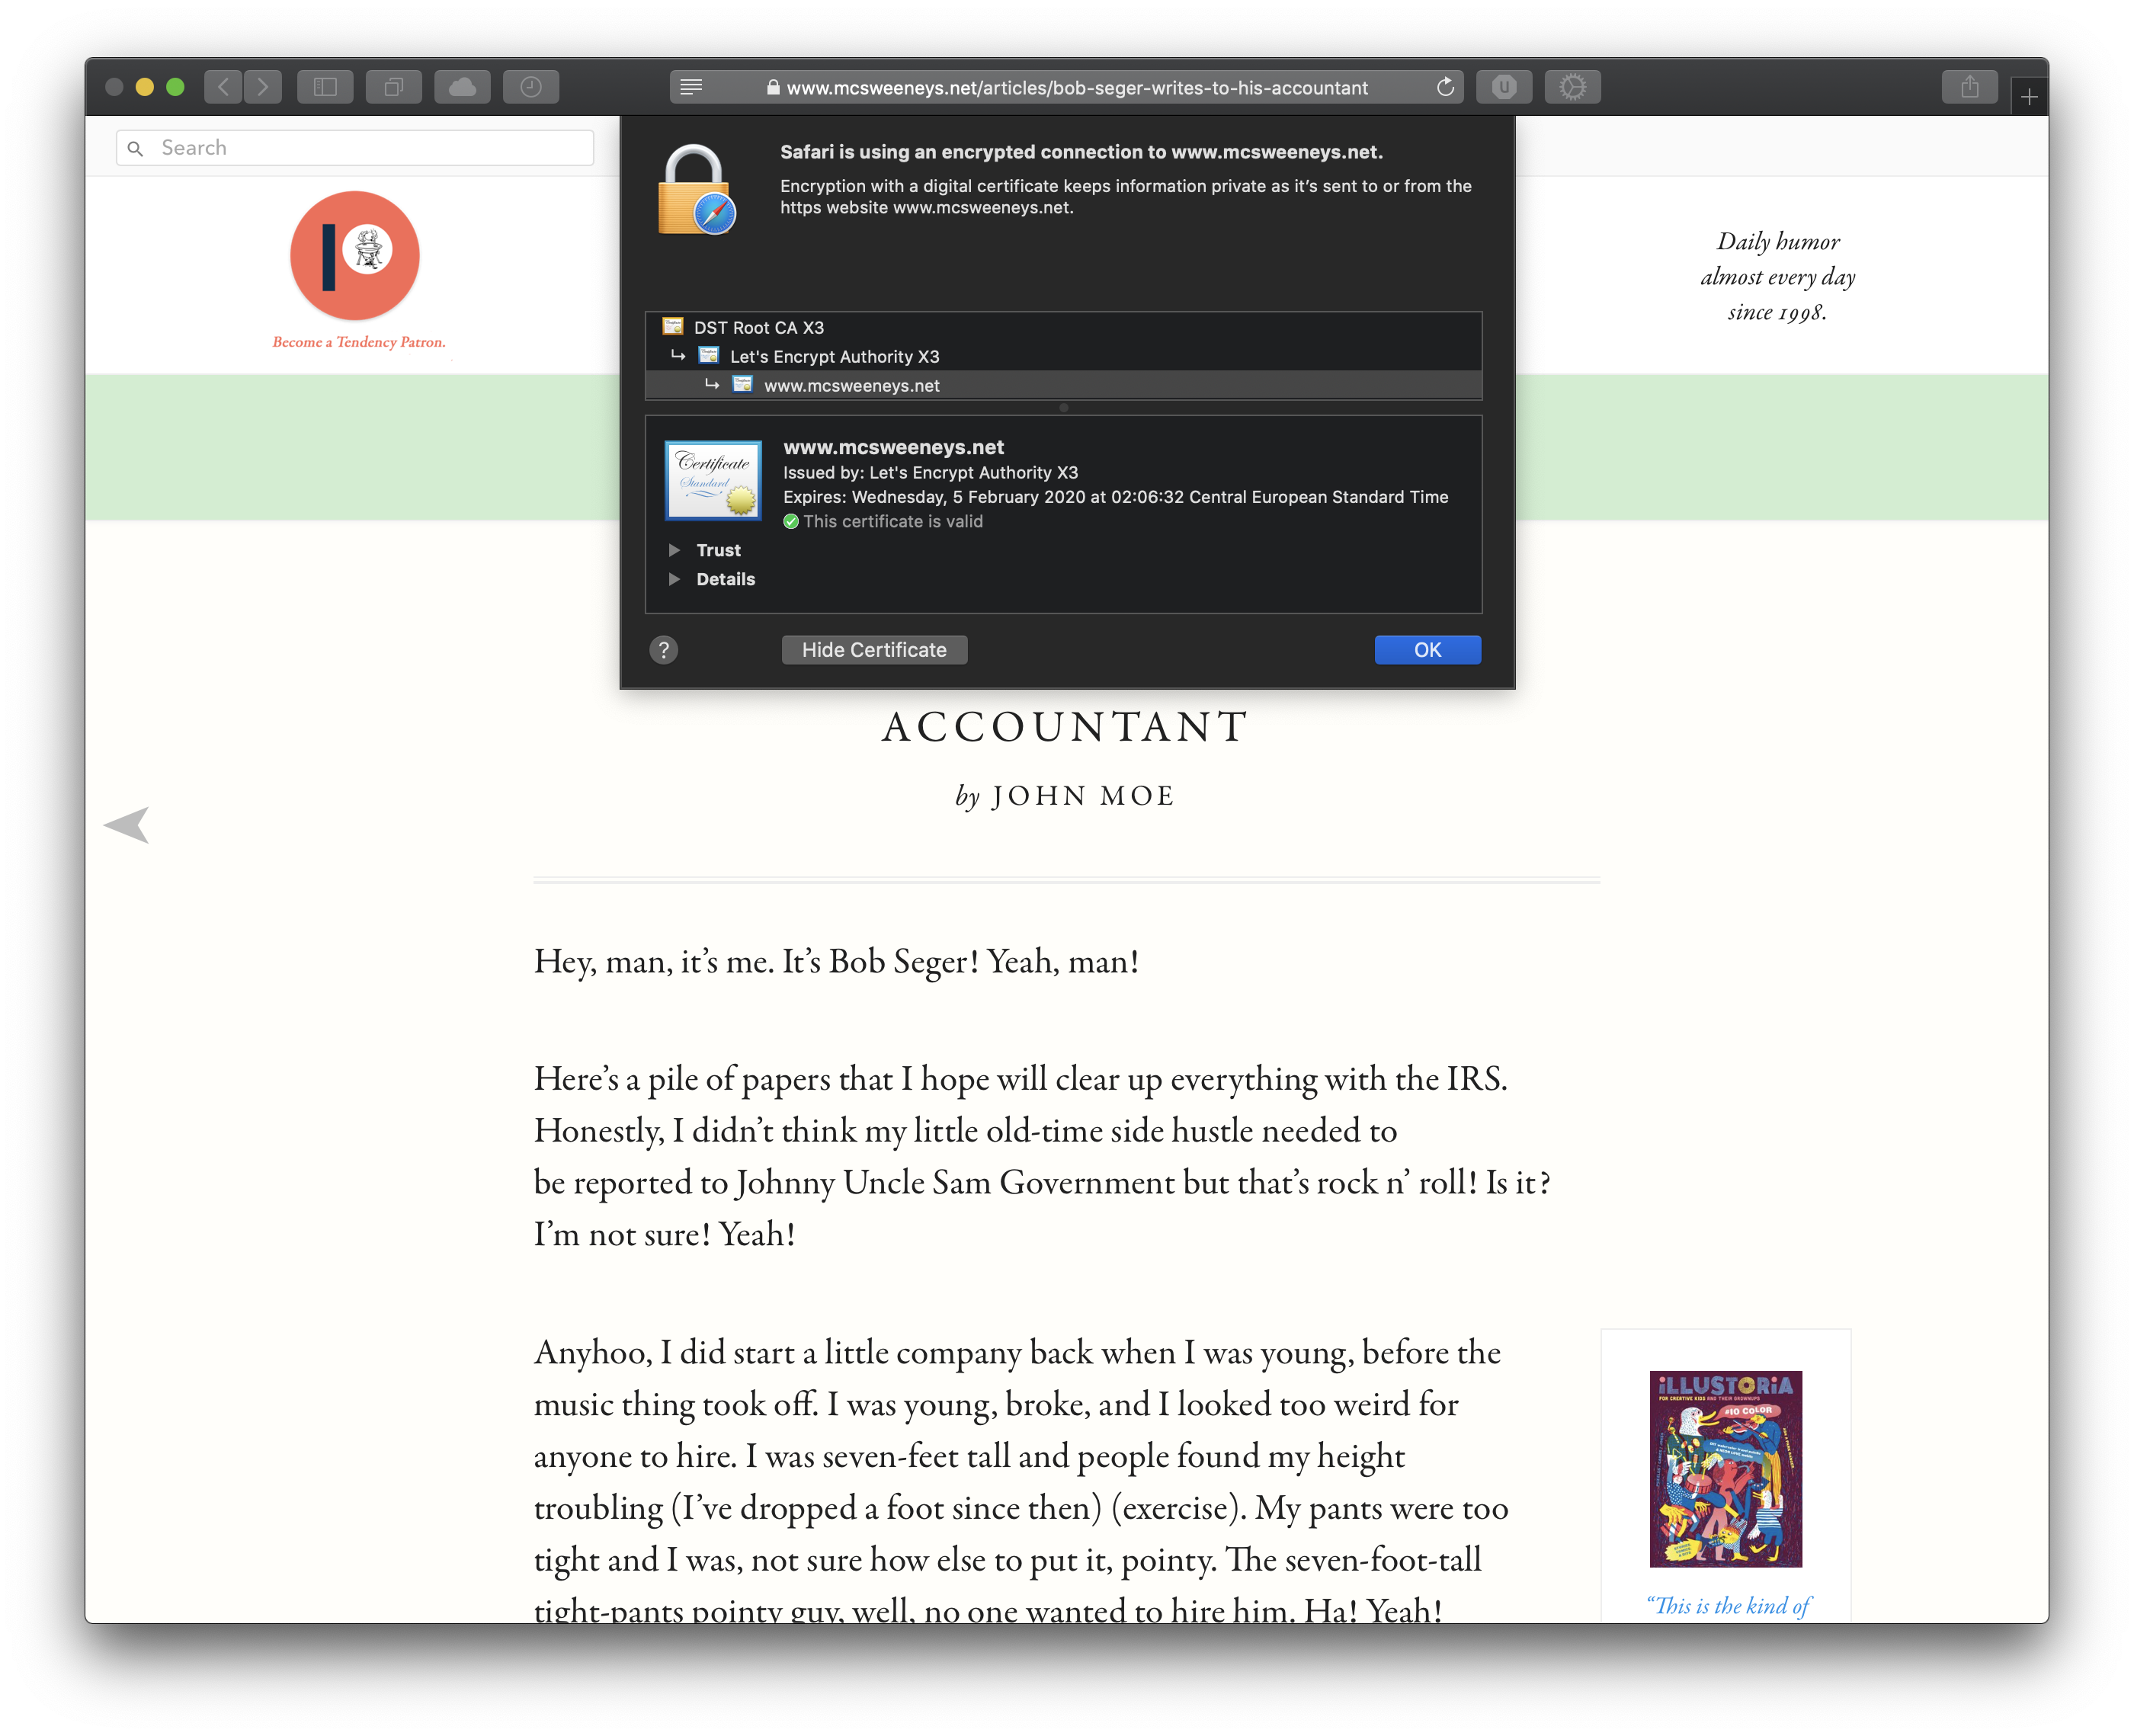 www.mcsweeneys.net/articles/bob-seger-writes-to-his-accountant
Search
Become a Tendency Patron.
Safari is using an encrypted connection to www.mcsweeneys.net.
Encryption with a digital certificate keeps information private as it’s sent to or from the
https website www.mcsweeneys.net.
DST Root CA X3
Let's Encrypt Authority X3
www.mcsweeneys.net
Certificate
Standard
www.mcsweeneys.net
Issued by: Let's Encrypt Authority X3
Expires: Wednesday, 5 February 2020 at 02:06:32 Central European Standard Time
This certificate is valid
Trust
Details
?
Hide Certificate
OK
Daily humor
almost every day
since 1998.
ACCOUNTANT
by JOHN MOE
Hey, man, it’s me. It’s Bob Seger! Yeah, man!
Here’s a pile of papers that I hope will clear up everything with the IRS.
Honestly, I didn’t think my little old-time side hustle needed to
be reported to Johnny Uncle Sam Government but that’s rock n’ roll! Is it?
I’m not sure! Yeah!
Anyhoo, I did start a little company back when I was young, before the
music thing took off. I was young, broke, and I looked too weird for
anyone to hire. I was seven-feet tall and people found my height
troubling (I’ve dropped a foot since then) (exercise). My pants were too
tight and I was, not sure how else to put it, pointy. The seven-foot-tall
tight-pants pointy guy, well, no one wanted to hire him. Ha! Yeah!
ILLUSTORIA
FOR CREATIVE KIDS AND THEIR GROWNUPS
#10 COLOR
“This is the kind of